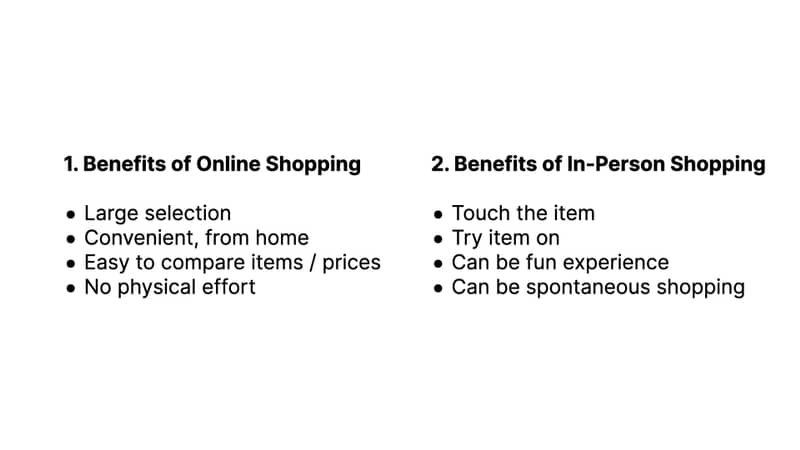 1. Benefits of Online Shopping
• Large selection
• Convenient, from home
• Easy to compare items / prices
• No physical effort
2. Benefits of In-Person Shopping
• Touch the item
• Try item on
• Can be fun experience
• Can be spontaneous shopping